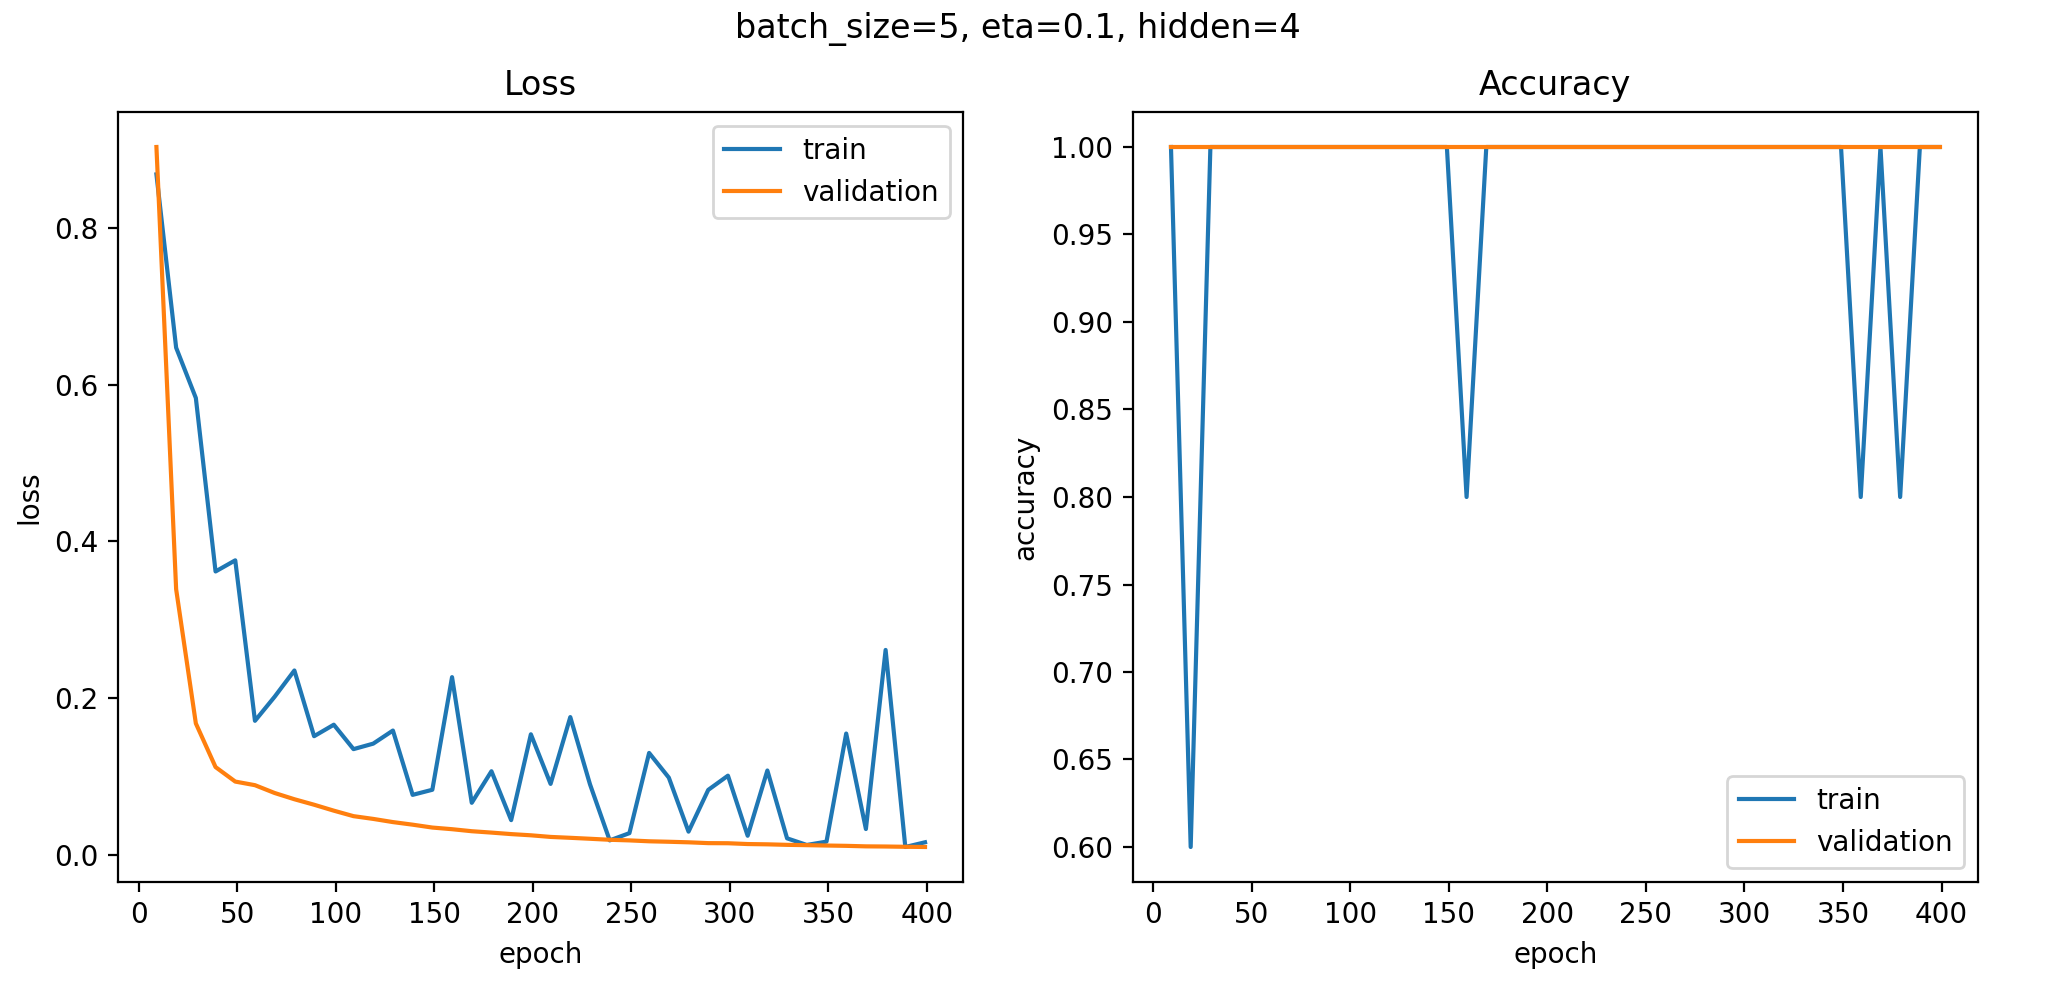 batch_size=5, eta=0.1, hidden=4
Loss
train
validation
0.8
0.6
0.4
0.2
0.0
loss
0 50 100 150 200 250 300 350 400
epoch
Accuracy
1.00
0.95
0.90
0.85
0.80
0.75
0.70
0.65
0.60
accuracy
train
validation
0 50 100 150 200 250 300 350 400
epoch